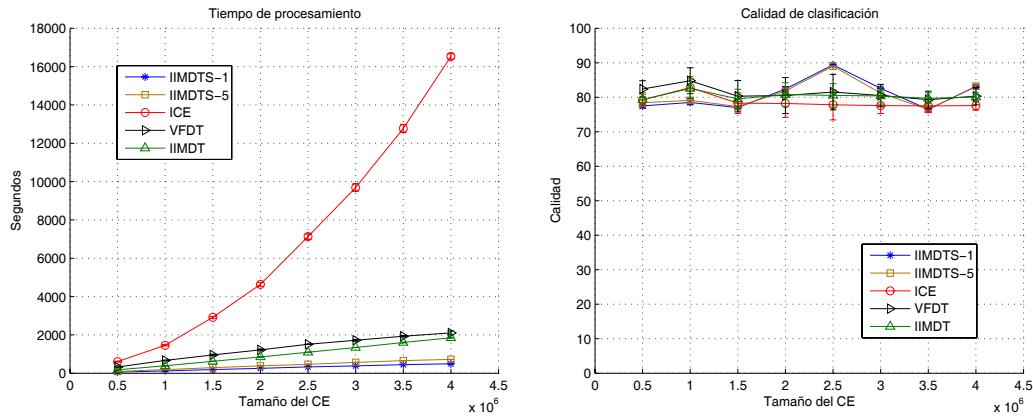 Tiempo de procesamiento
18000
16000
14000
12000
10000
8000
6000
4000
2000
0
Segundos
IIMDTS-1
IIMDTS-5
ICE
VFDT
IIMDT
0 0.5 1 1.5 2 2.5 3 3.5 4 4.5
Tamaño del CE
x 10^6
Calidad de clasificación
100
90
80
70
60
50
40
30
20
10
0
Calidad
IIMDTS-1
IIMDTS-5
ICE
VFDT
IIMDT
0 0.5 1 1.5 2 2.5 3 3.5 4 4.5
Tamaño del CE
x 10^6